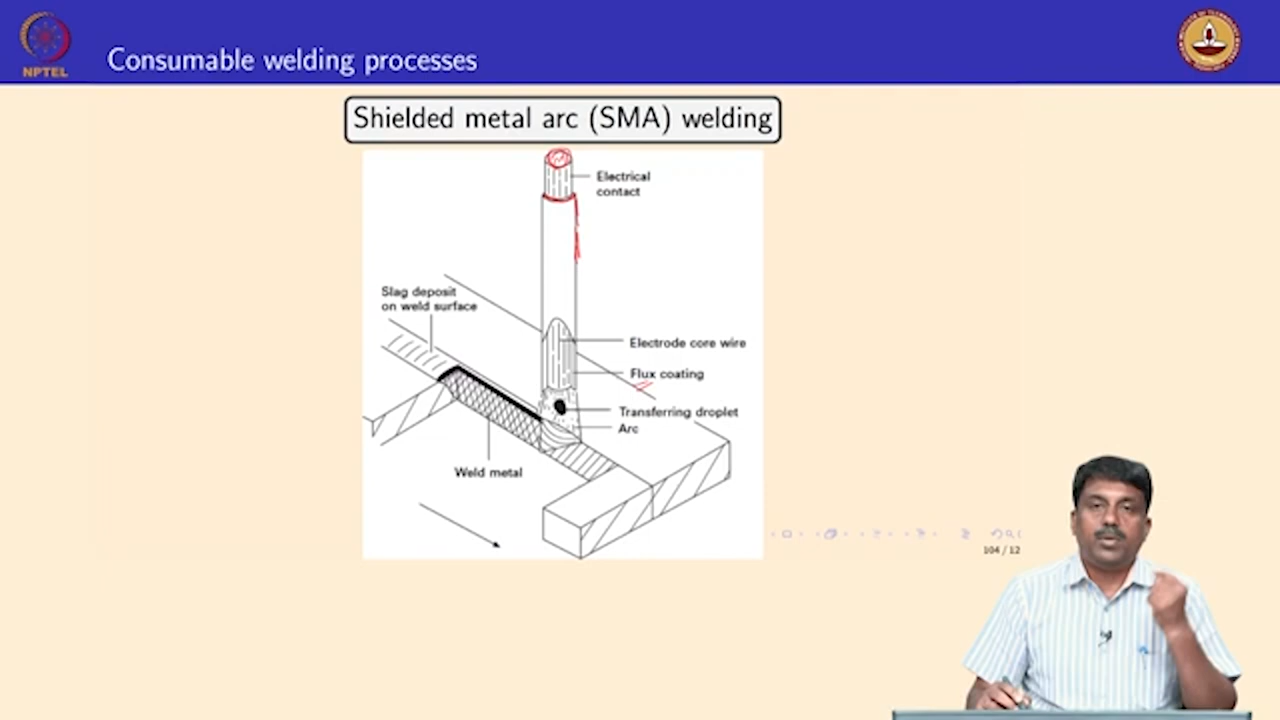 NPTEL
Consumable welding processes
Shielded metal arc (SMA) welding
Electrical
contact
Slag deposit
on weld surface
Electrode core wire
Flux coating
Transferring droplet
Arc
Weld metal
104 / 12